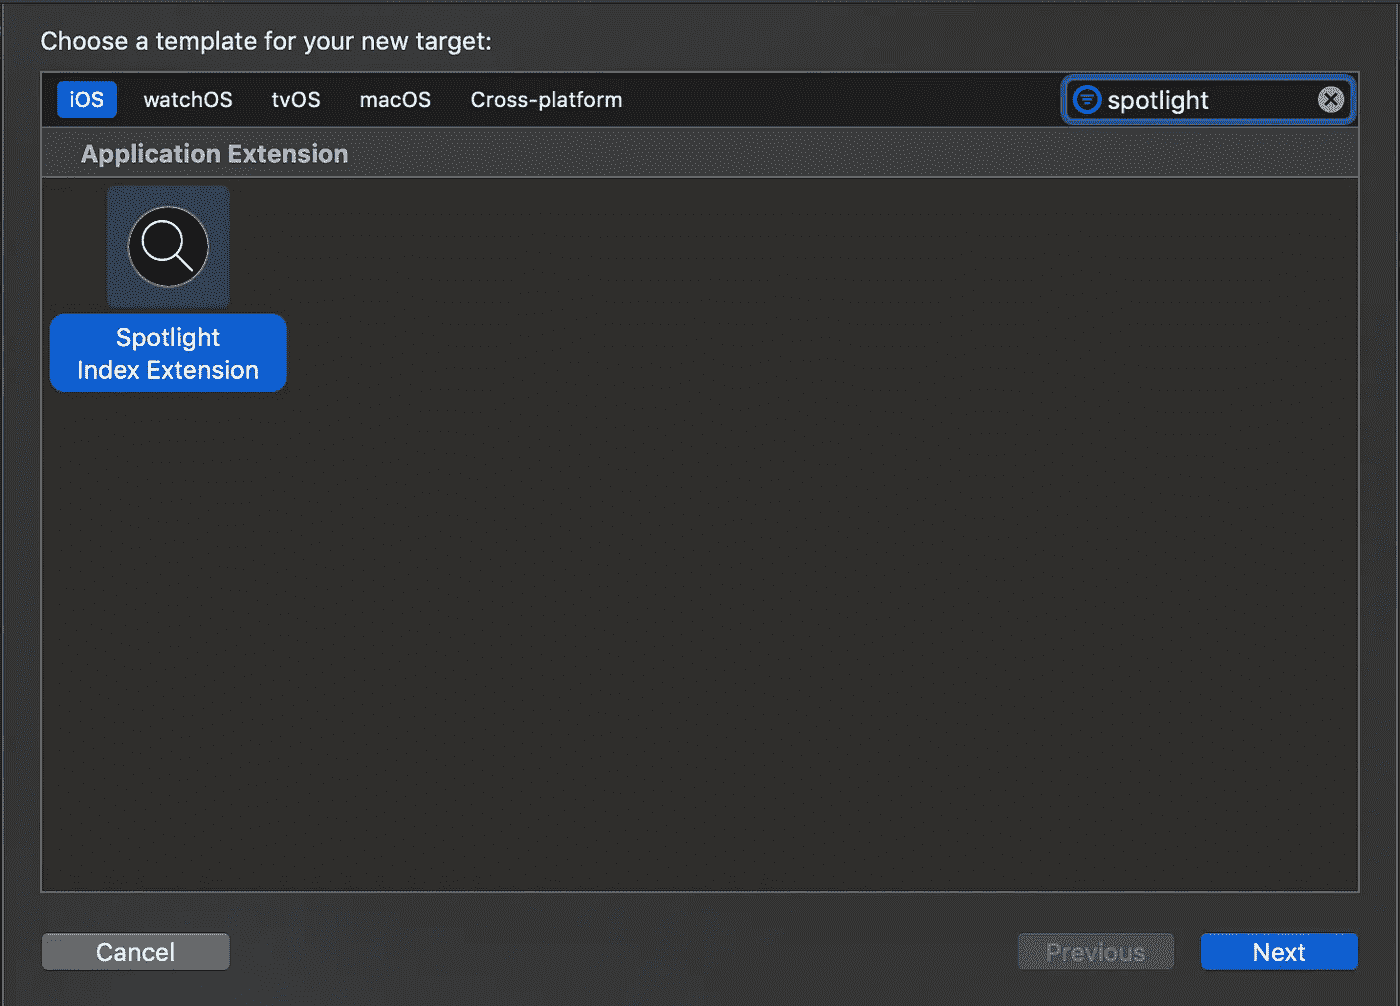 Choose a template for your new target:
iOS watchOS tvOS macOS Cross-platform spotlight
Application Extension
Spotlight
Index Extension
Cancel Previous Next